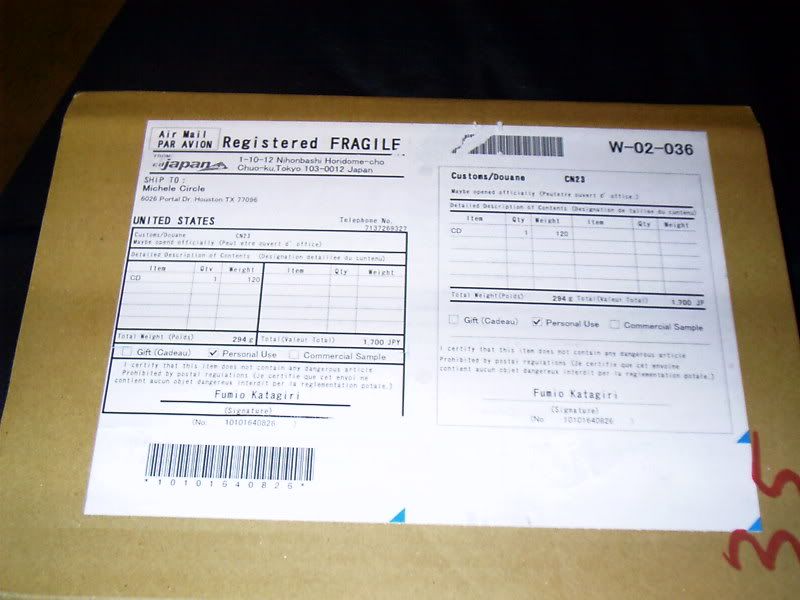 Air Mail
PAR AVION
Registered FRAGILE
FROM:
japan
1-10-12 Nihonbashi Horidome-cho
Chuo-ku,Tokyo 103-0012 Japan
SHIP TO :
Michele Circle
6026 Portal Dr. Houston TX 77096
UNITED STATES
Telephone No.
7137269327
Customs/Douane CN23
Maybe opend officially (Peut etre ouvert d' office)
Detailed Description of Contents (Designation detaillee du contenu)
Item Qty Weight Item Qty Weight
CD 1 120
Total Weight (Poids) 294 g Total(Valeur Total) 1,700 JPY
Gift (Cadeau) ✓ Personal Use Commercial Sample
I certify that this item does not contain any dangerous article
Prohibited by postal regulations (Je certifie que cet envoi ne
contient aucun objet dangereux interdit per la reglementation potale.)
Fumio Katagiri
(Signature)
(No. 10101640826 )
*10101640826*
W-02-036
Customs/Douane CN23
Maybe opened officially (Peutetre ouvert d' office.)
Detailed Description of Contents (Designation de taillee du contenu)
Item Qty Weight Item Qty Weight
CD 1 120
Total Weight(Poids) 294 g Total(Valeur Total) 1,700 JP
Gift (Cadeau) ✓ Personal Use Commercial Sample
I certify that this item does not contain any dangerous article
Prohibited by postal regulations (Je certifie que cet envoine
contient aucun objet dangereux interdit per la reglementation potale.)
Fumio Katagiri
(Signature)
(No. 10101640826 )
35